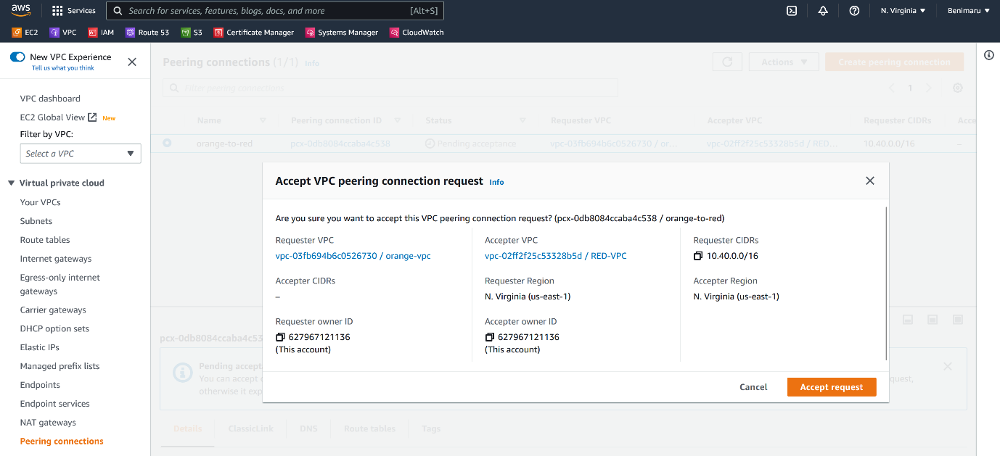 aws Services Search for services, features, blogs, docs, and more [Alt+S] N. Virginia Benimaru
EC2 VPC IAM Route 53 S3 Certificate Manager Systems Manager CloudWatch
New VPC Experience
Tell us what you think
VPC dashboard
EC2 Global View New
Filter by VPC:
Select a VPC
Virtual private cloud
Your VPCs
Subnets
Route tables
Internet gateways
Egress-only internet
gateways
Carrier gateways
DHCP option sets
Elastic IPs
Managed prefix lists
Endpoints
Endpoint services
NAT gateways
Peering connections
Peering connections (1/1) Info Actions Create peering connection
Filter peering connections 1
Name Peering connection ID Status Requester VPC Accepter VPC Requester CIDRs Acce
orange-to-red pcx-0db8084ccaba4c538 Pending acceptance vpc-03fb694b6c0526730 / or... vpc-02ff2f25c53328b5d / RED... 10.40.0.0/16 –
Accept VPC peering connection request Info
Are you sure you want to accept this VPC peering connection request? (pcx-0db8084ccaba4c538 / orange-to-red)
Requester VPC Accepter VPC Requester CIDRs
vpc-03fb694b6c0526730 / orange-vpc vpc-02ff2f25c53328b5d / RED-VPC 10.40.0.0/16
Accepter CIDRs Requester Region Accepter Region
– N. Virginia (us-east-1) N. Virginia (us-east-1)
Requester owner ID Accepter owner ID
627967121136 627967121136
(This account) (This account)
Cancel Accept request
pcx-0db8084ccaba4c53
Pending accept
You can accept quest,
otherwise it exp
Details ClassicLink DNS Route tables Tags